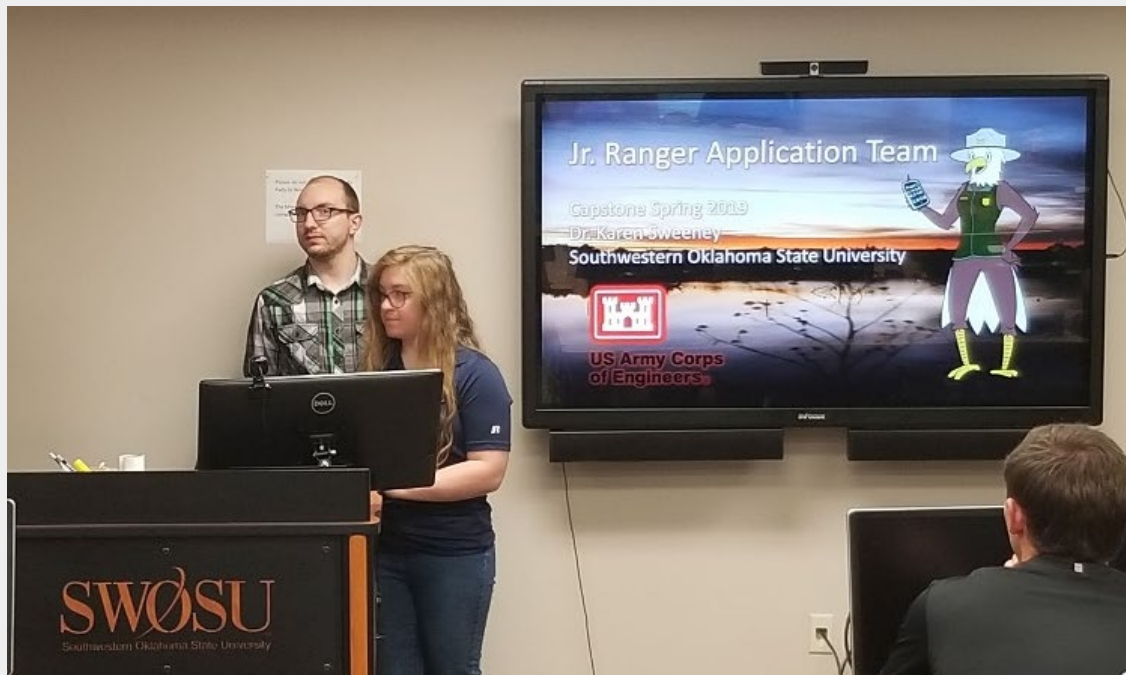 Jr. Ranger Application Team
Capstone Spring 2019
Dr. Karen Sweeney
Southwestern Oklahoma State University
US Army Corps
of Engineers
DELL
R
InFocus
SWOSU
Southwestern Oklahoma State University